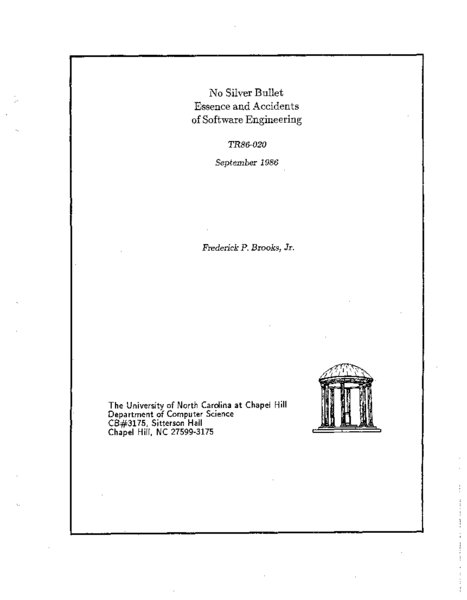 No Silver Bullet
Essence and Accidents
of Software Engineering
TR86-020
September 1986
Frederick P. Brooks, Jr.
The University of North Carolina at Chapel Hill
Department of Computer Science
CB#3175, Sitterson Hall
Chapel Hill, NC 27599-3175